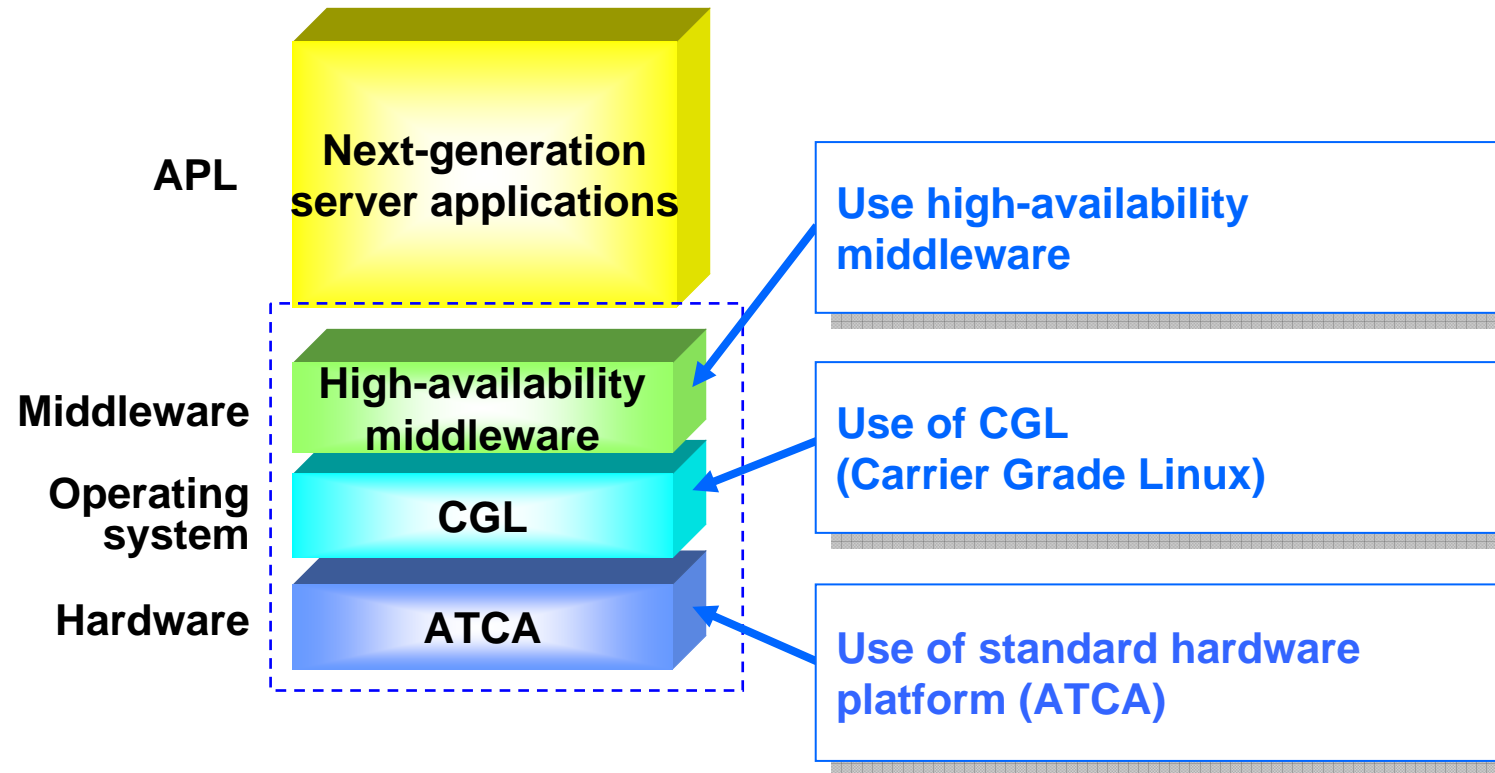 APL
Next-generation
server applications
Use high-availability
middleware
Middleware
High-availability
middleware
Use of CGL
(Carrier Grade Linux)
Operating
system
CGL
Hardware
ATCA
Use of standard hardware
platform (ATCA)